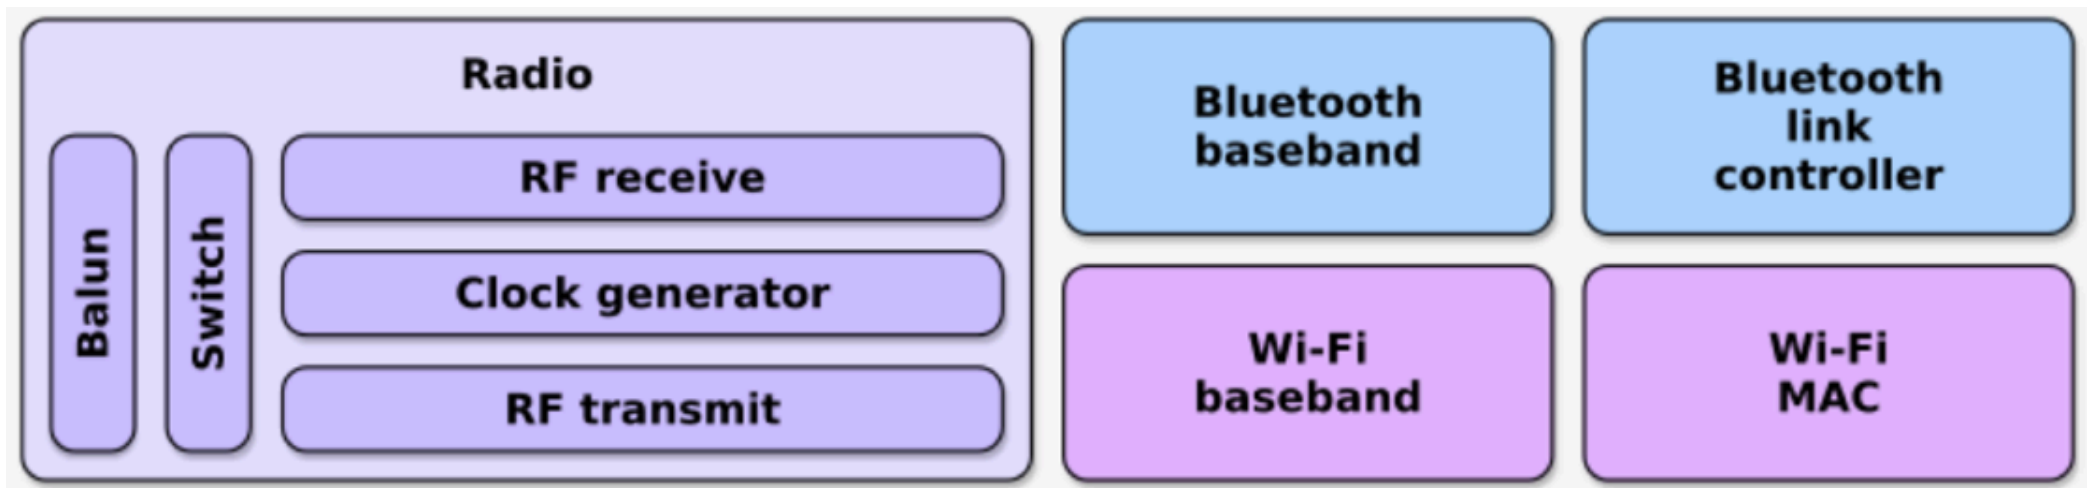 Radio
Balun
Switch
RF receive
Clock generator
RF transmit
Bluetooth
baseband
Bluetooth
link
controller
Wi-Fi
baseband
Wi-Fi
MAC